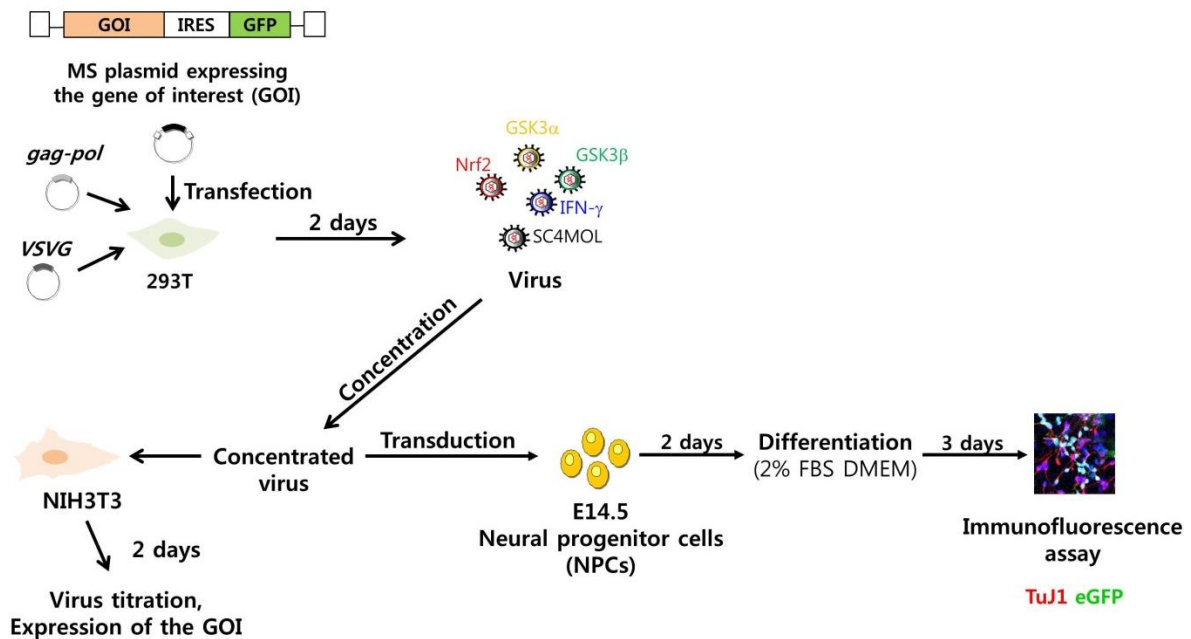 GOI IRES GFP
MS plasmid expressing
the gene of interest (GOI)
gag-pol
Transfection
VSVG
293T
2 days
GSK3α
Nrf2
GSK3β
IFN-γ
SC4MOL
Virus
Concentration
NIH3T3
Concentrated
virus
Transduction
E14.5
Neural progenitor cells
(NPCs)
2 days
Differentiation
(2% FBS DMEM)
3 days
Immunofluorescence
assay
TuJ1 eGFP
2 days
Virus titration,
Expression of the GOI